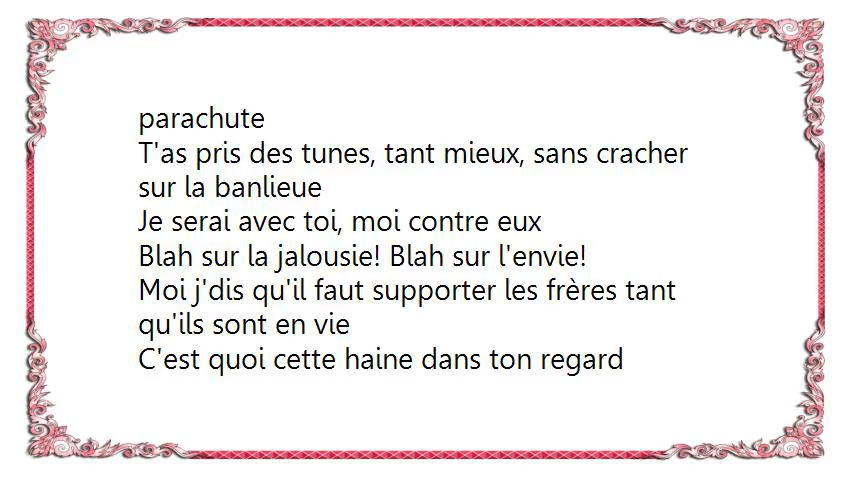 parachute
T'as pris des tunes, tant mieux, sans cracher
sur la banlieue
Je serai avec toi, moi contre eux
Blah sur la jalousie! Blah sur l'envie!
Moi j'dis qu'il faut supporter les frères tant
qu'ils sont en vie
C'est quoi cette haine dans ton regard